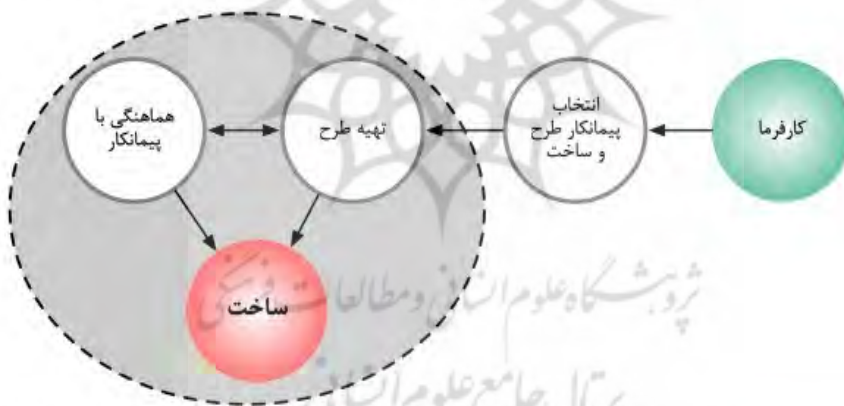 کارفرما
انتخاب
پیمانکار طرح
و ساخت
تهیه طرح
هماهنگی با
پیمانکار
ساخت
پژوهشگاه علوم انسانی و مطالعات فرهنگی
پرتال جامع علوم انسانی